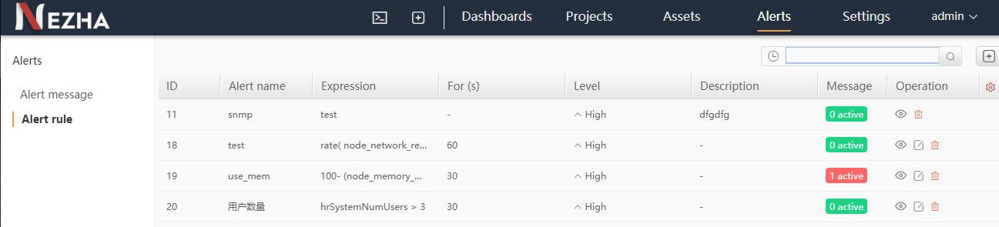 NEZHA Dashboards Projects Assets Alerts Settings admin
Alerts
Alert message
Alert rule
ID Alert name Expression For (s) Level Description Message Operation
11 snmp test - High dfgdfg 0 active
18 test rate( node_network_re... 60 High - 0 active
19 use_mem 100- (node_memory_... 30 High - 1 active
20 用户数量 hrSystemNumUsers > 3 30 High - 0 active